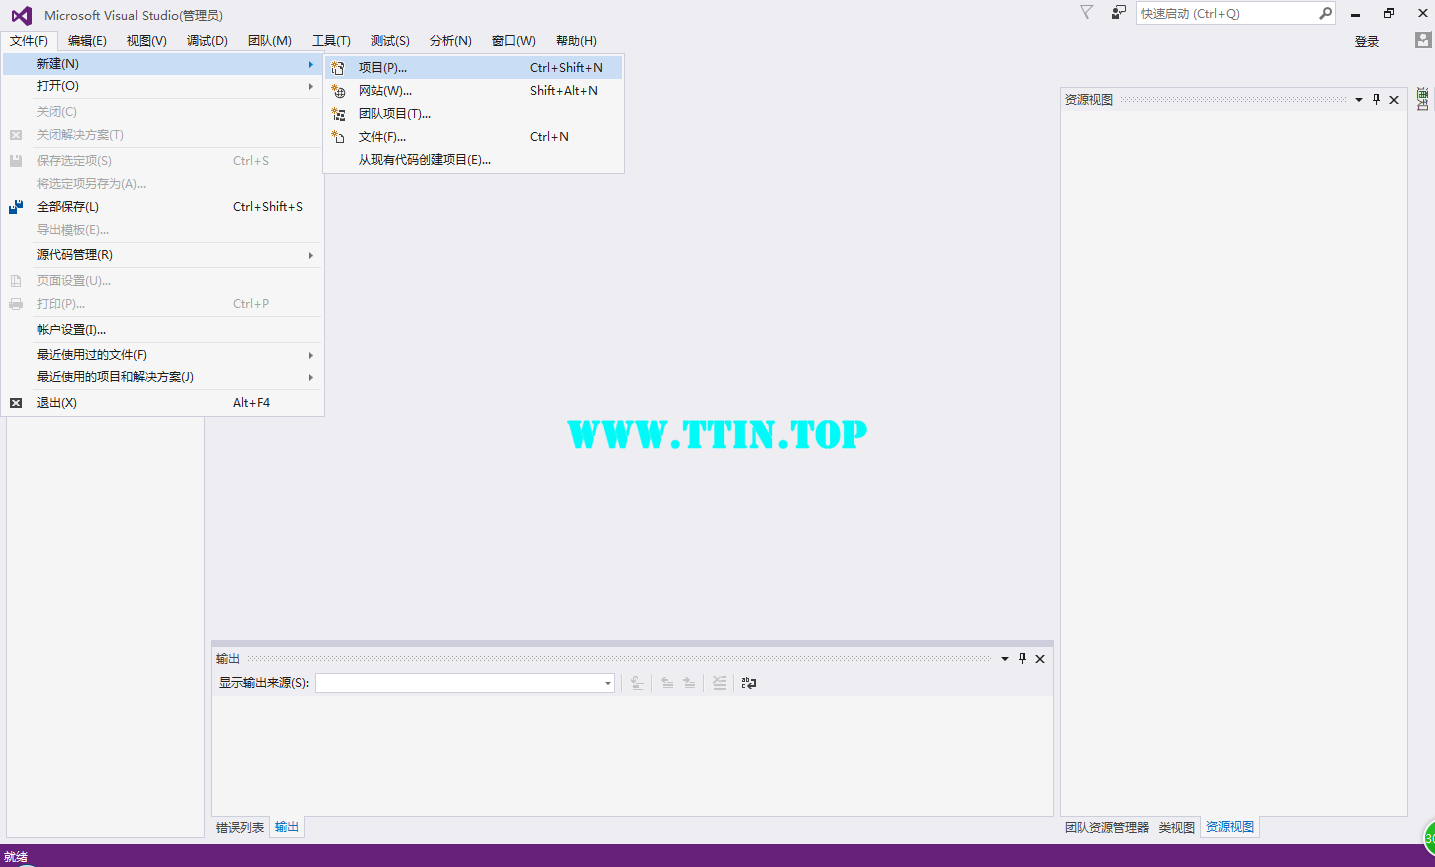 Microsoft Visual Studio(管理员)
快速启动 (Ctrl+Q)
文件(F) 编辑(E) 视图(V) 调试(D) 团队(M) 工具(T) 测试(S) 分析(N) 窗口(W) 帮助(H)
登录
新建(N)
打开(O)
关闭(C)
关闭解决方案(T)
保存选定项(S) Ctrl+S
将选定项另存为(A)...
全部保存(L) Ctrl+Shift+S
导出模板(E)...
源代码管理(R)
页面设置(U)...
打印(P)... Ctrl+P
帐户设置(I)...
最近使用过的文件(F)
最近使用的项目和解决方案(J)
退出(X) Alt+F4
项目(P)... Ctrl+Shift+N
网站(W)... Shift+Alt+N
团队项目(T)...
文件(F)... Ctrl+N
从现有代码创建项目(E)...
资源视图
通知
WWW.TTIN.TOP
输出
显示输出来源(S):
错误列表 输出
团队资源管理器 类视图 资源视图
就绪